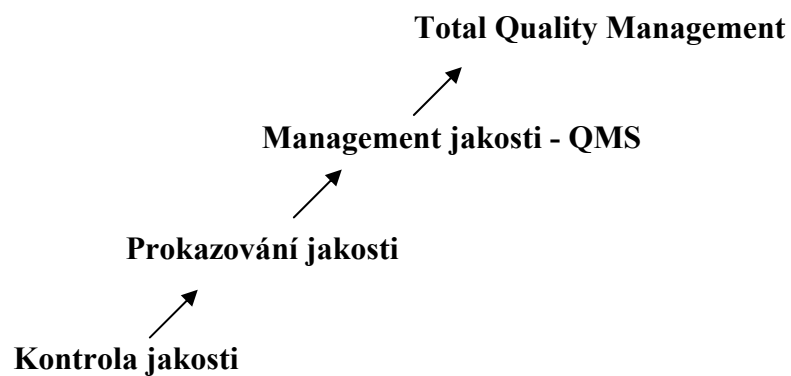 Total Quality Management
Management jakosti - QMS
Prokazování jakosti
Kontrola jakosti